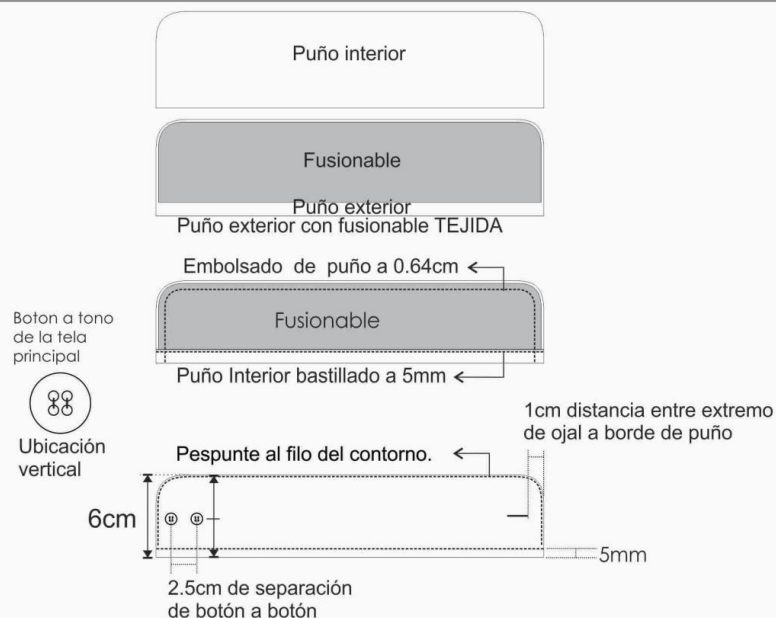 Puño interior
Fusionable
Puño exterior
Puño exterior con fusionable TEJIDA
Embolsado de puño a 0.64cm
Fusionable
Puño Interior bastillado a 5mm
Boton a tono
de la tela
principal
Ubicación
vertical
1cm distancia entre extremo
de ojal a borde de puño
Pespunte al filo del contorno.
6cm
5mm
2.5cm de separación
de botón a botón